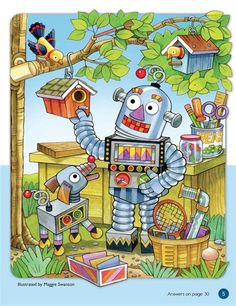 Illustrated by Maggie Swanson
Answers on page 30
5